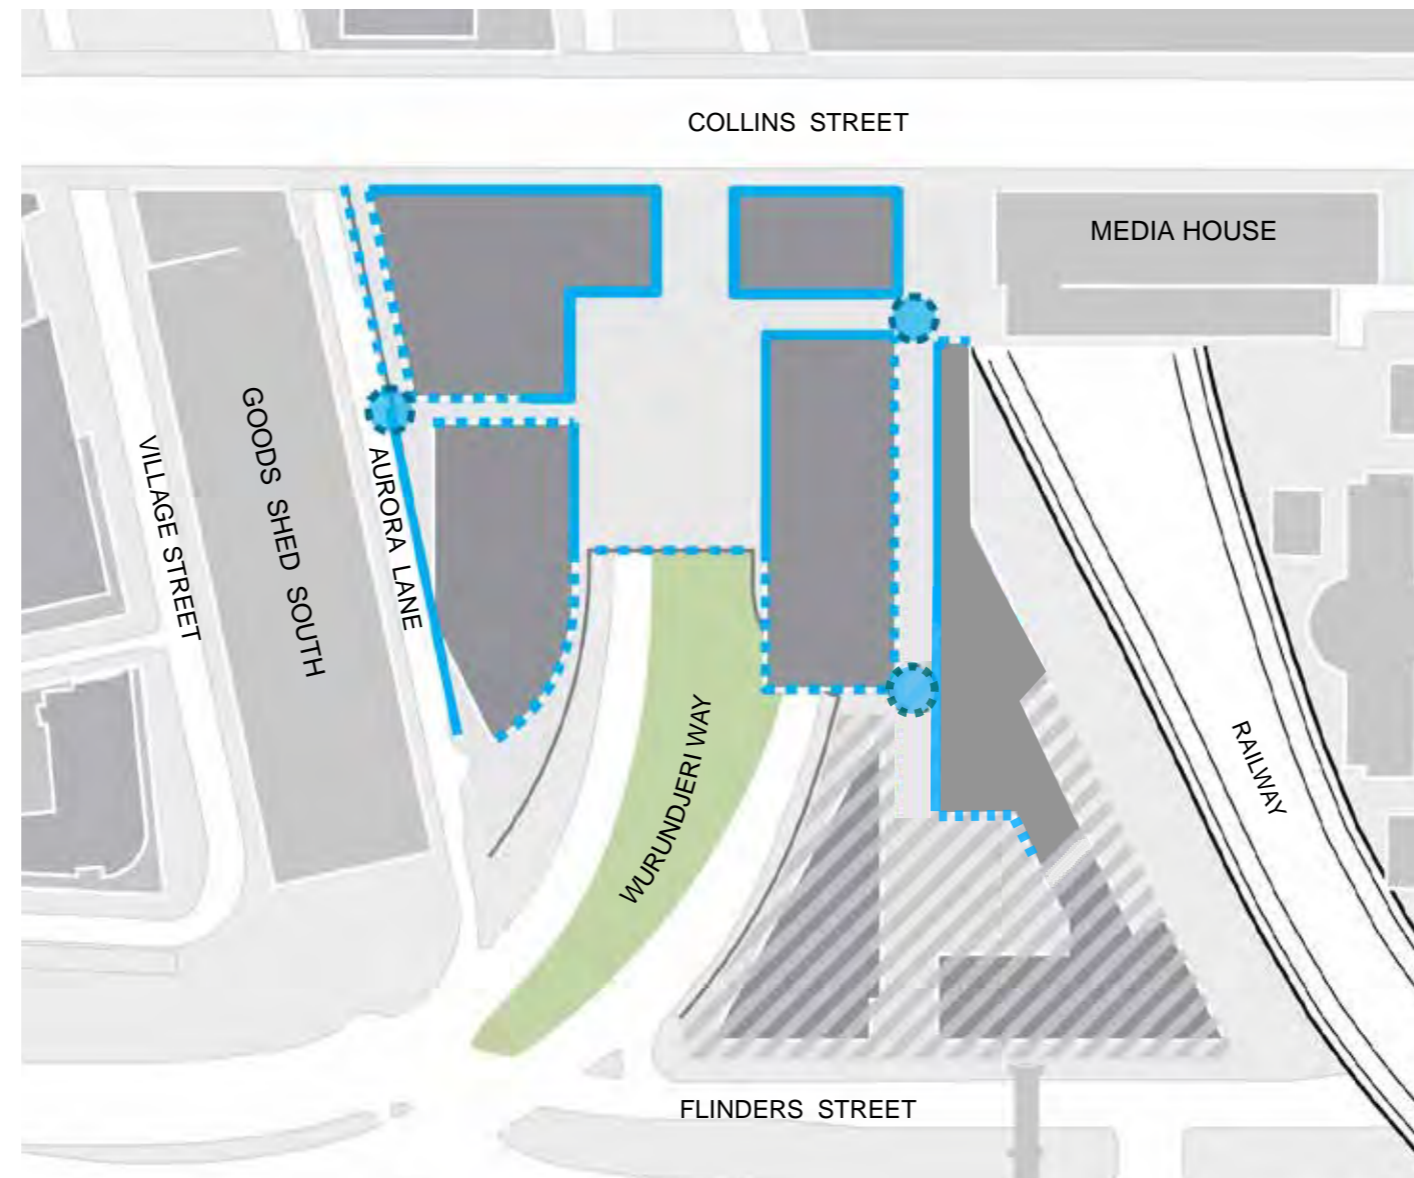 COLLINS STREET
MEDIA HOUSE
VILLAGE STREET
GOODS SHED SOUTH
AURORA LANE
WURUNDJERI WAY
RAILWAY
FLINDERS STREET